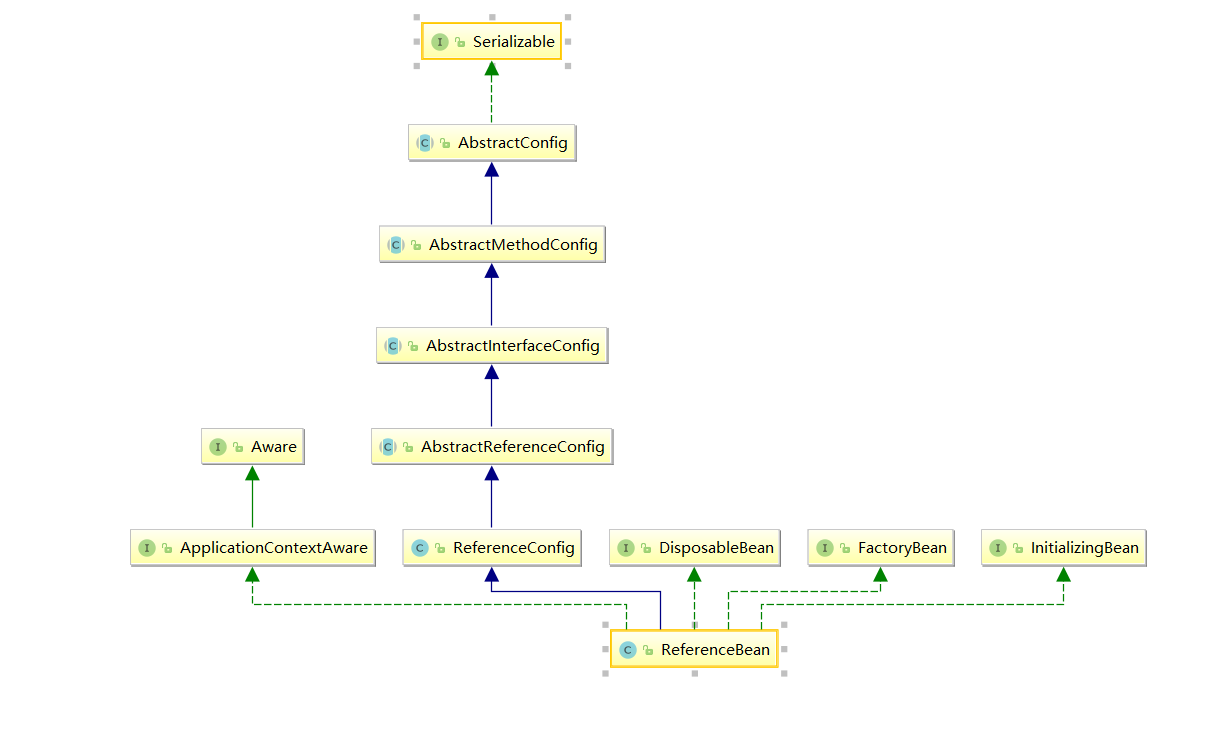 I Serializable
C AbstractConfig
C AbstractMethodConfig
C AbstractInterfaceConfig
I Aware
C AbstractReferenceConfig
I ApplicationContextAware
C ReferenceConfig
I DisposableBean
I FactoryBean
I InitializingBean
C ReferenceBean